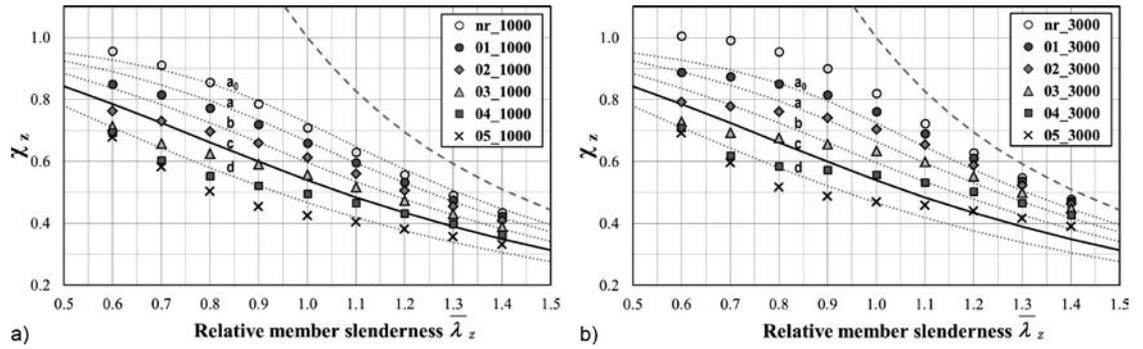 1.0
0.8
0.6
0.4
0.2
χ z
nr_1000
01_1000
02_1000
03_1000
04_1000
05_1000
a0
a
b
c
d
0.5 0.6 0.7 0.8 0.9 1.0 1.1 1.2 1.3 1.4 1.5
a) Relative member slenderness λ̅ z
1.0
0.8
0.6
0.4
0.2
χ z
nr_3000
01_3000
02_3000
03_3000
04_3000
05_3000
a0
a
b
c
d
0.5 0.6 0.7 0.8 0.9 1.0 1.1 1.2 1.3 1.4 1.5
b) Relative member slenderness λ̅ z